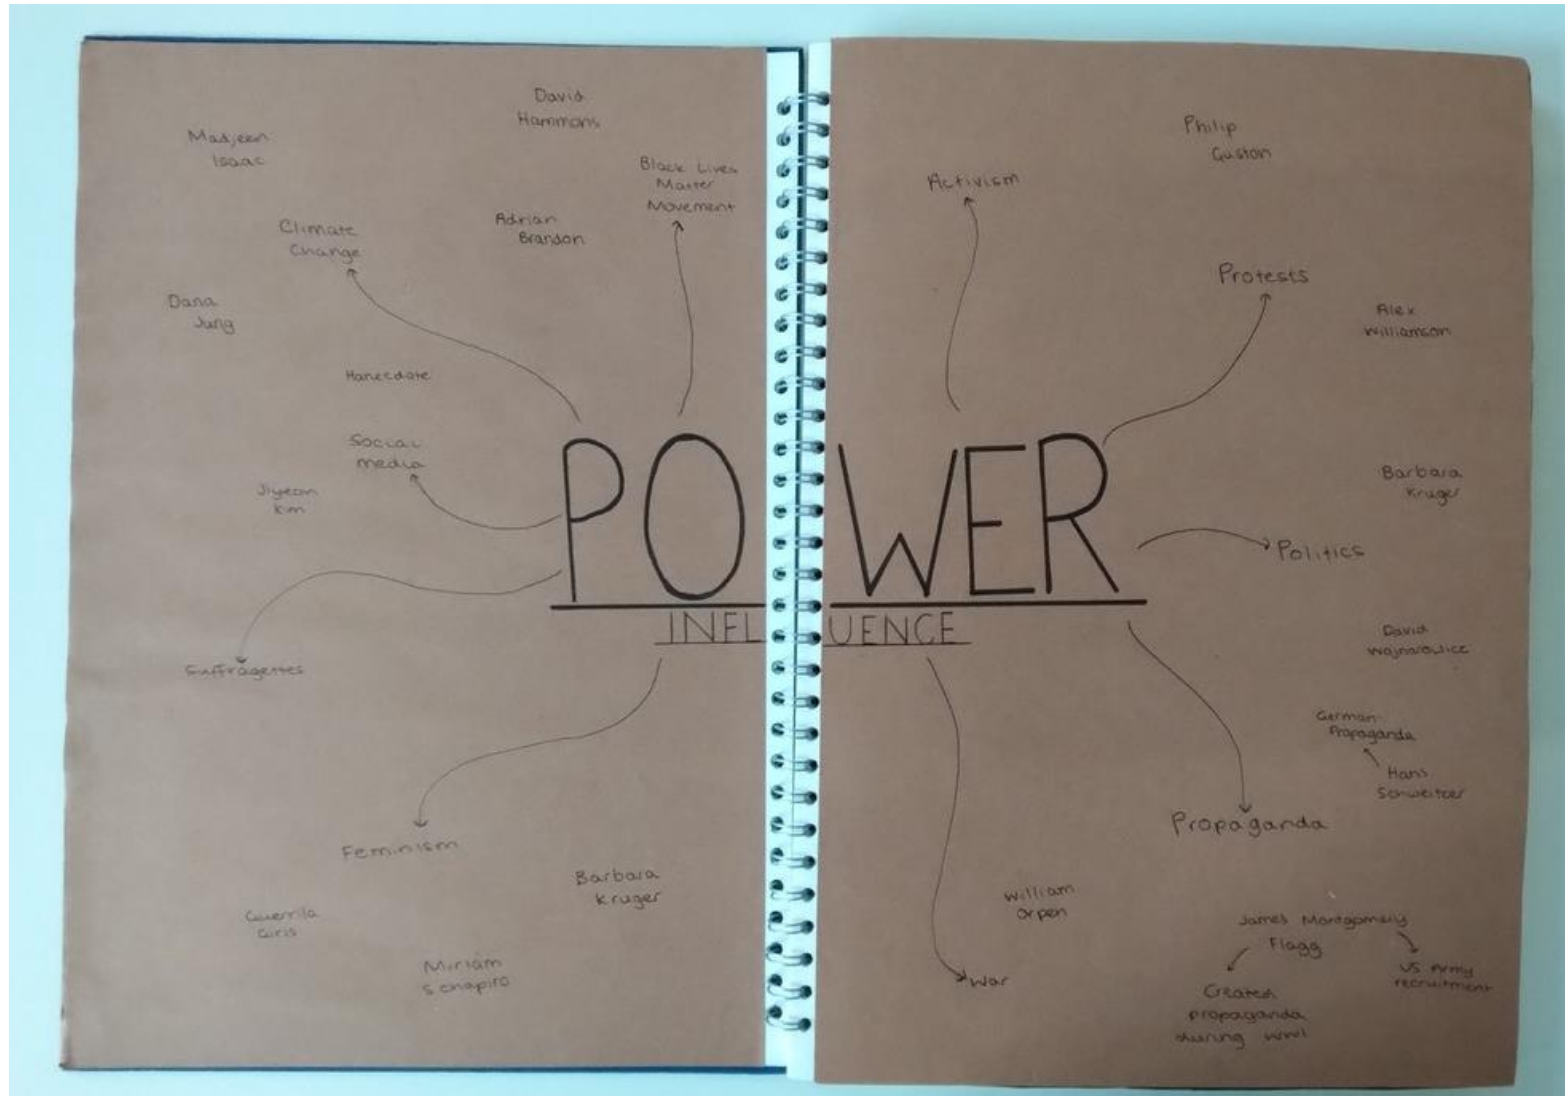 David
Hammons
Madjeen
Isaac
Black Lives
Matter
Movement
Climate
Change
Adrian
Brandon
Dana
Jung
Hanecdote
Social
media
Jiyeon
Kim
Suffragettes
Feminism
Barbara
Kruger
Guerrila
Girls
Miriam
Schapiro
POWER
INFLUENCE
Philip
Guston
Activism
Protests
Alex
Williamson
Barbara
Kruger
Politics
David
Wojnarowicz
German
Propaganda
Hans
Schweitzer
Propaganda
William
Orpen
War
James Montgomery
Flagg
US Army
recruitment
Created
propaganda
during WWI